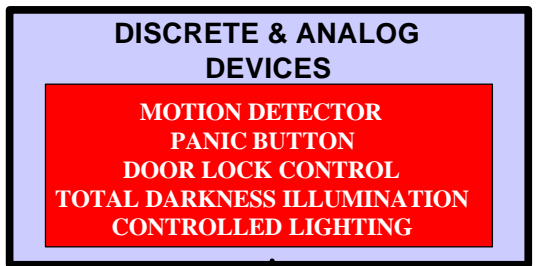 DISCRETE & ANALOG
DEVICES
MOTION DETECTOR
PANIC BUTTON
DOOR LOCK CONTROL
TOTAL DARKNESS ILLUMINATION
CONTROLLED LIGHTING